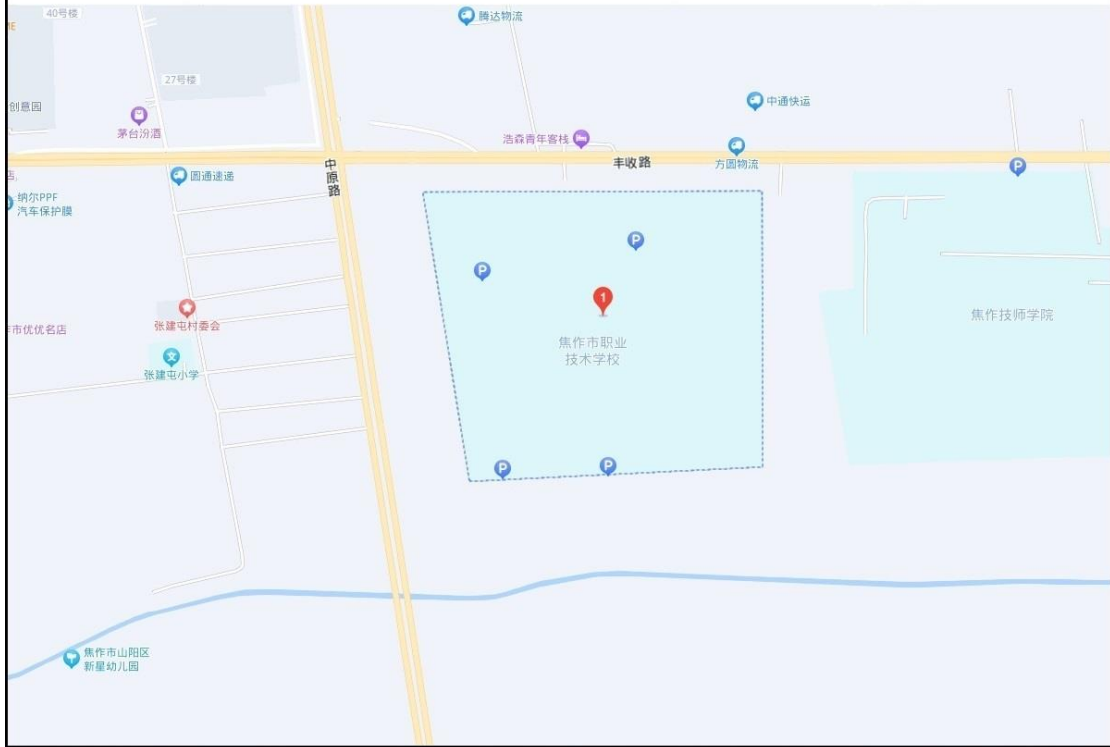 40号楼
腾达物流
27号楼
创意园
中通快运
茅台汾酒
浩森青年客栈
方圆物流
丰收路
中原路
P
店,
圆通速递
纳尔PPF
汽车保护膜
P
P
1
张建屯村委会
焦作技师学院
市优优名店
焦作市职业
技术学校
文
张建屯小学
P
P
焦作市山阳区
新星幼儿园